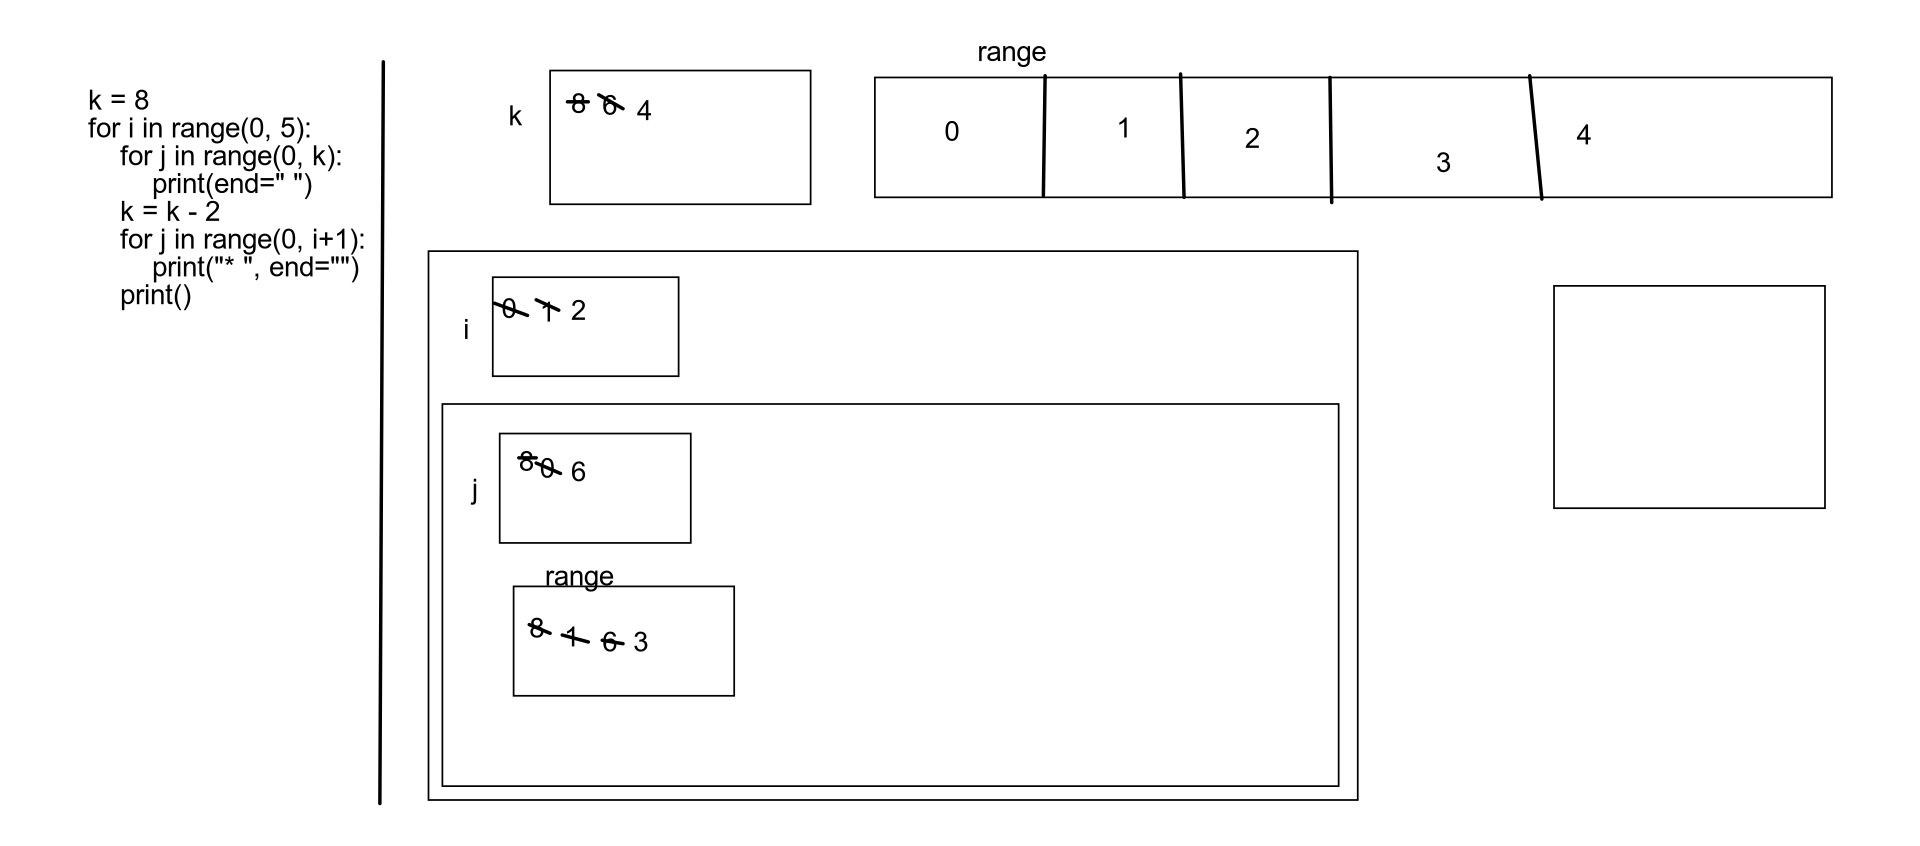 k = 8
for i in range(0, 5):
    for j in range(0, k):
        print(end=" ")
    k = k - 2
    for j in range(0, i+1):
        print("* ", end="")
    print()
k
8 6 4
range
0 1 2 3 4
i
0 1 2
j
8 0 6
range
8 1 6 3